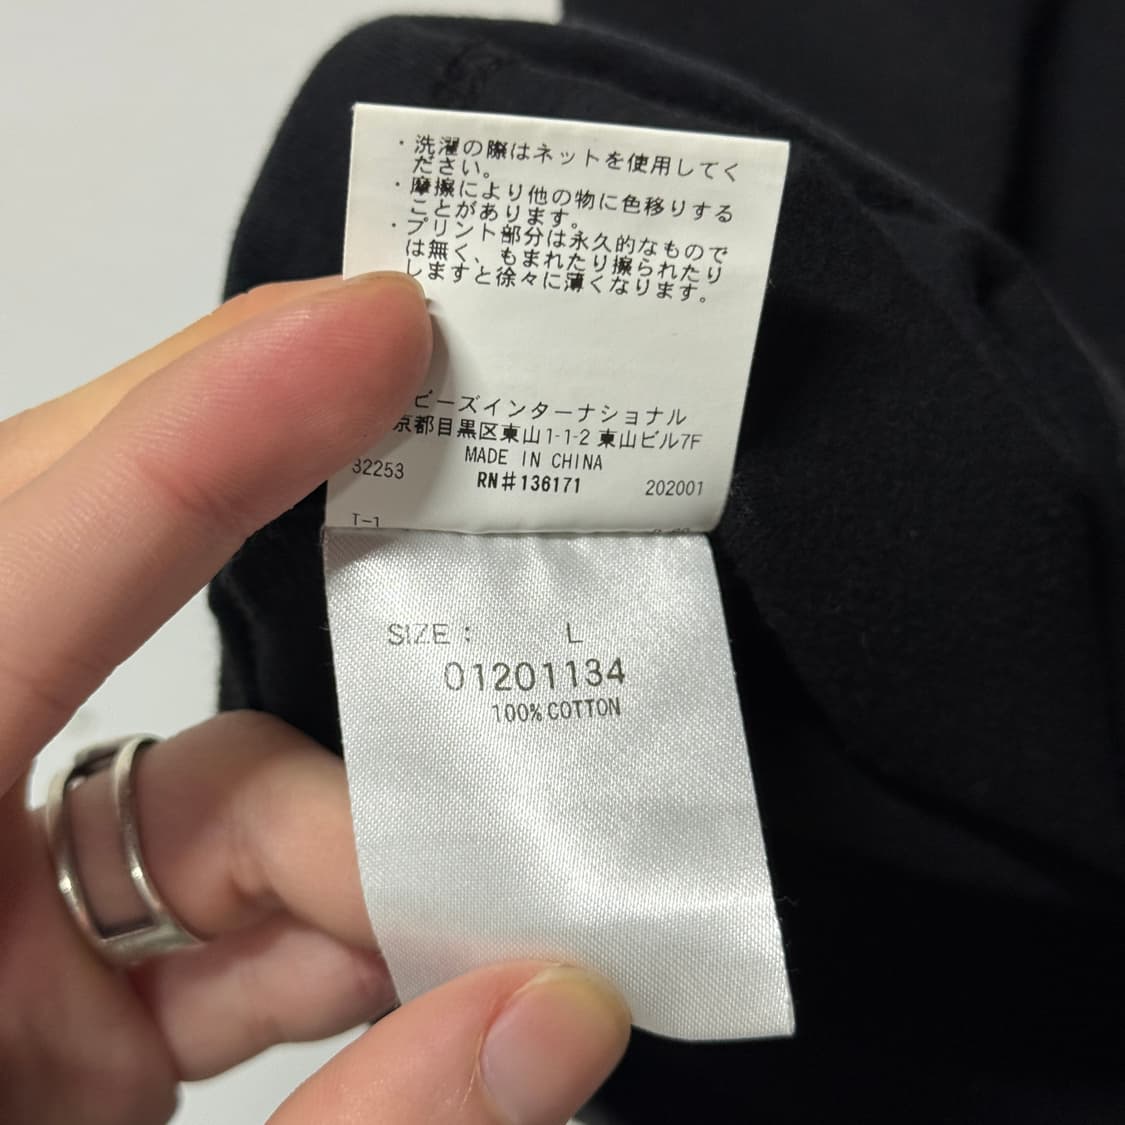 ・洗濯の際はネットを使用してく
ださい。
・摩擦により他の物に色移りする
ことがあります。
・プリント部分は永久的なもので
は無く、もまれたり擦られたり
しますと徐々に薄くなります。
ビーズインターナショナル
京都目黒区東山1-1-2 東山ビル7F
MADE IN CHINA
32253
RN#136171
202001
T-1
SIZE : L
01201134
100% COTTON